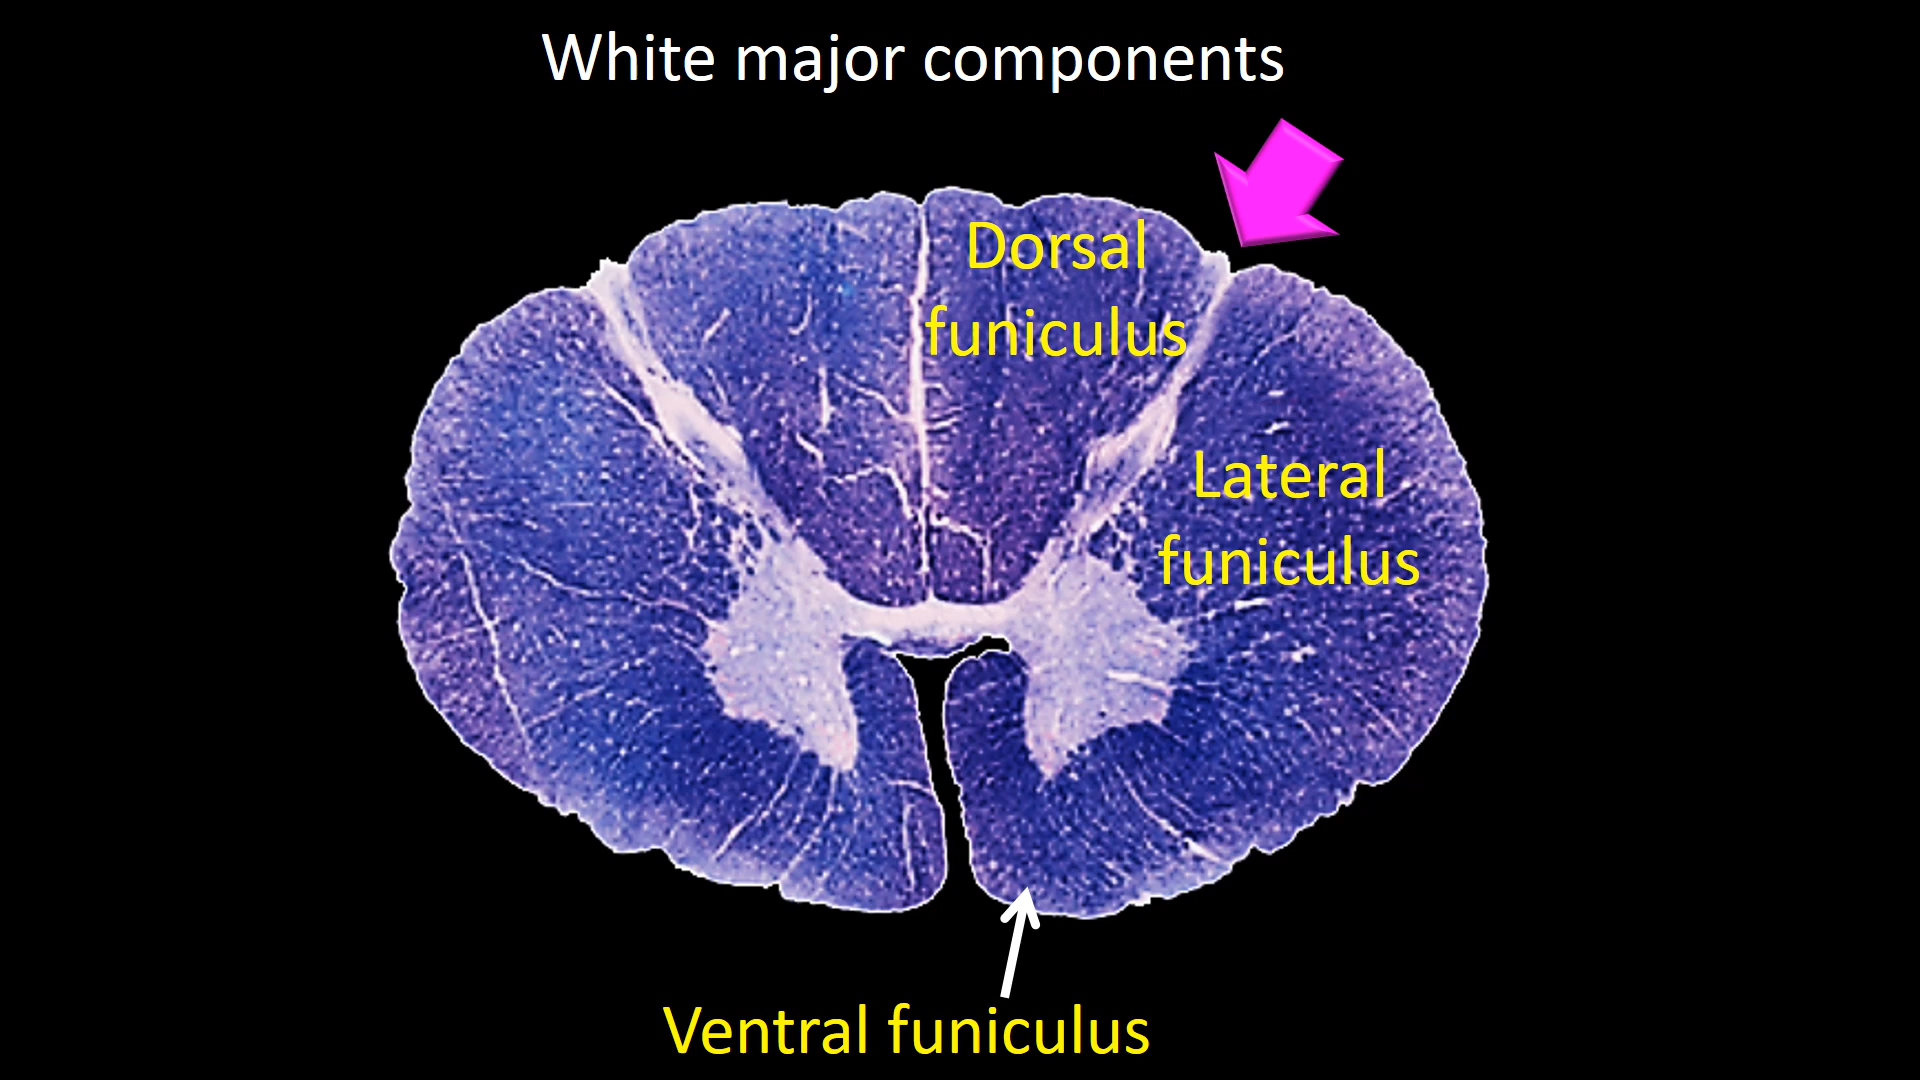 White major components
Dorsal
funiculus
Lateral
funiculus
Ventral funiculus